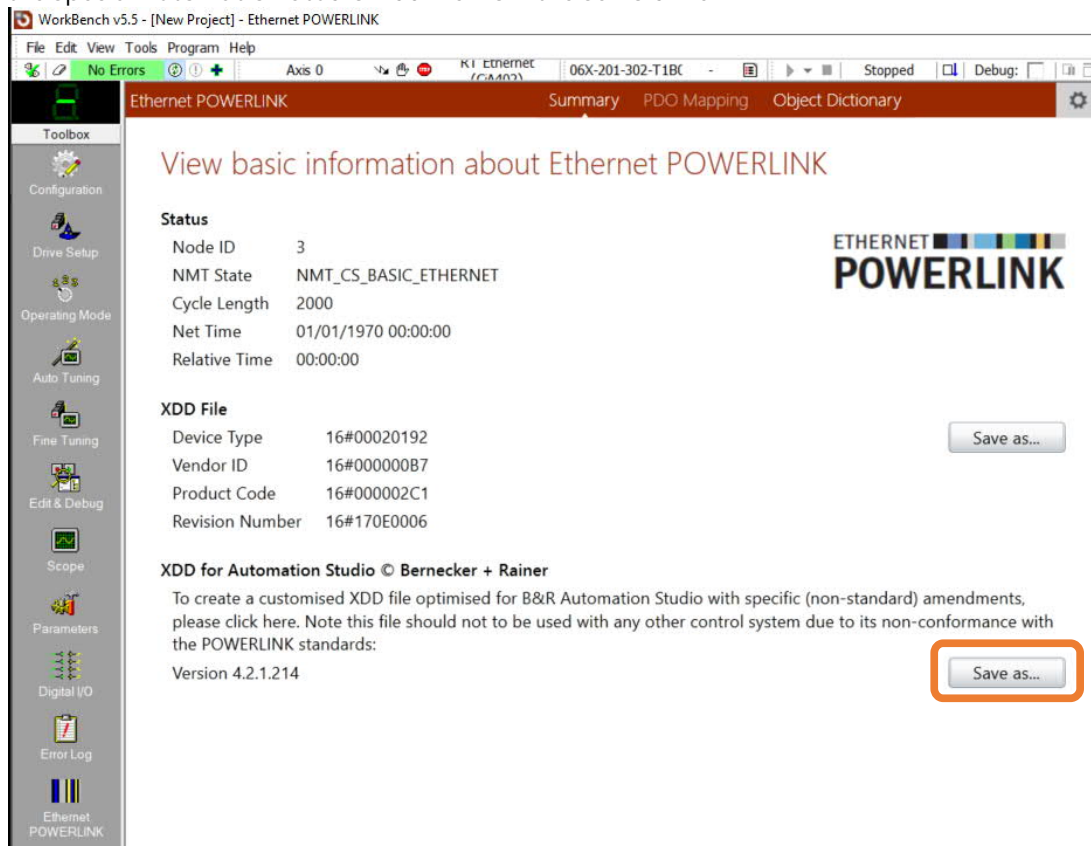 WorkBench v5.5 - [New Project] - Ethernet POWERLINK
File Edit View Tools Program Help
No Errors Axis 0 RT Ethernet (CiA402) 06X-201-302-T1B( - Stopped Debug:
Ethernet POWERLINK Summary PDO Mapping Object Dictionary
Toolbox
Configuration
Drive Setup
Operating Mode
Auto Tuning
Fine Tuning
Edit & Debug
Scope
Parameters
Digital I/O
Error Log
Ethernet
POWERLINK
View basic information about Ethernet POWERLINK
Status
Node ID 3
NMT State NMT_CS_BASIC_ETHERNET
Cycle Length 2000
Net Time 01/01/1970 00:00:00
Relative Time 00:00:00
ETHERNET
POWERLINK
XDD File
Device Type 16#00020192
Save as...
Vendor ID 16#000000B7
Product Code 16#000002C1
Revision Number 16#170E0006
XDD for Automation Studio © Bernecker + Rainer
To create a customised XDD file optimised for B&R Automation Studio with specific (non-standard) amendments,
please click here. Note this file should not to be used with any other control system due to its non-conformance with
the POWERLINK standards:
Version 4.2.1.214
Save as...